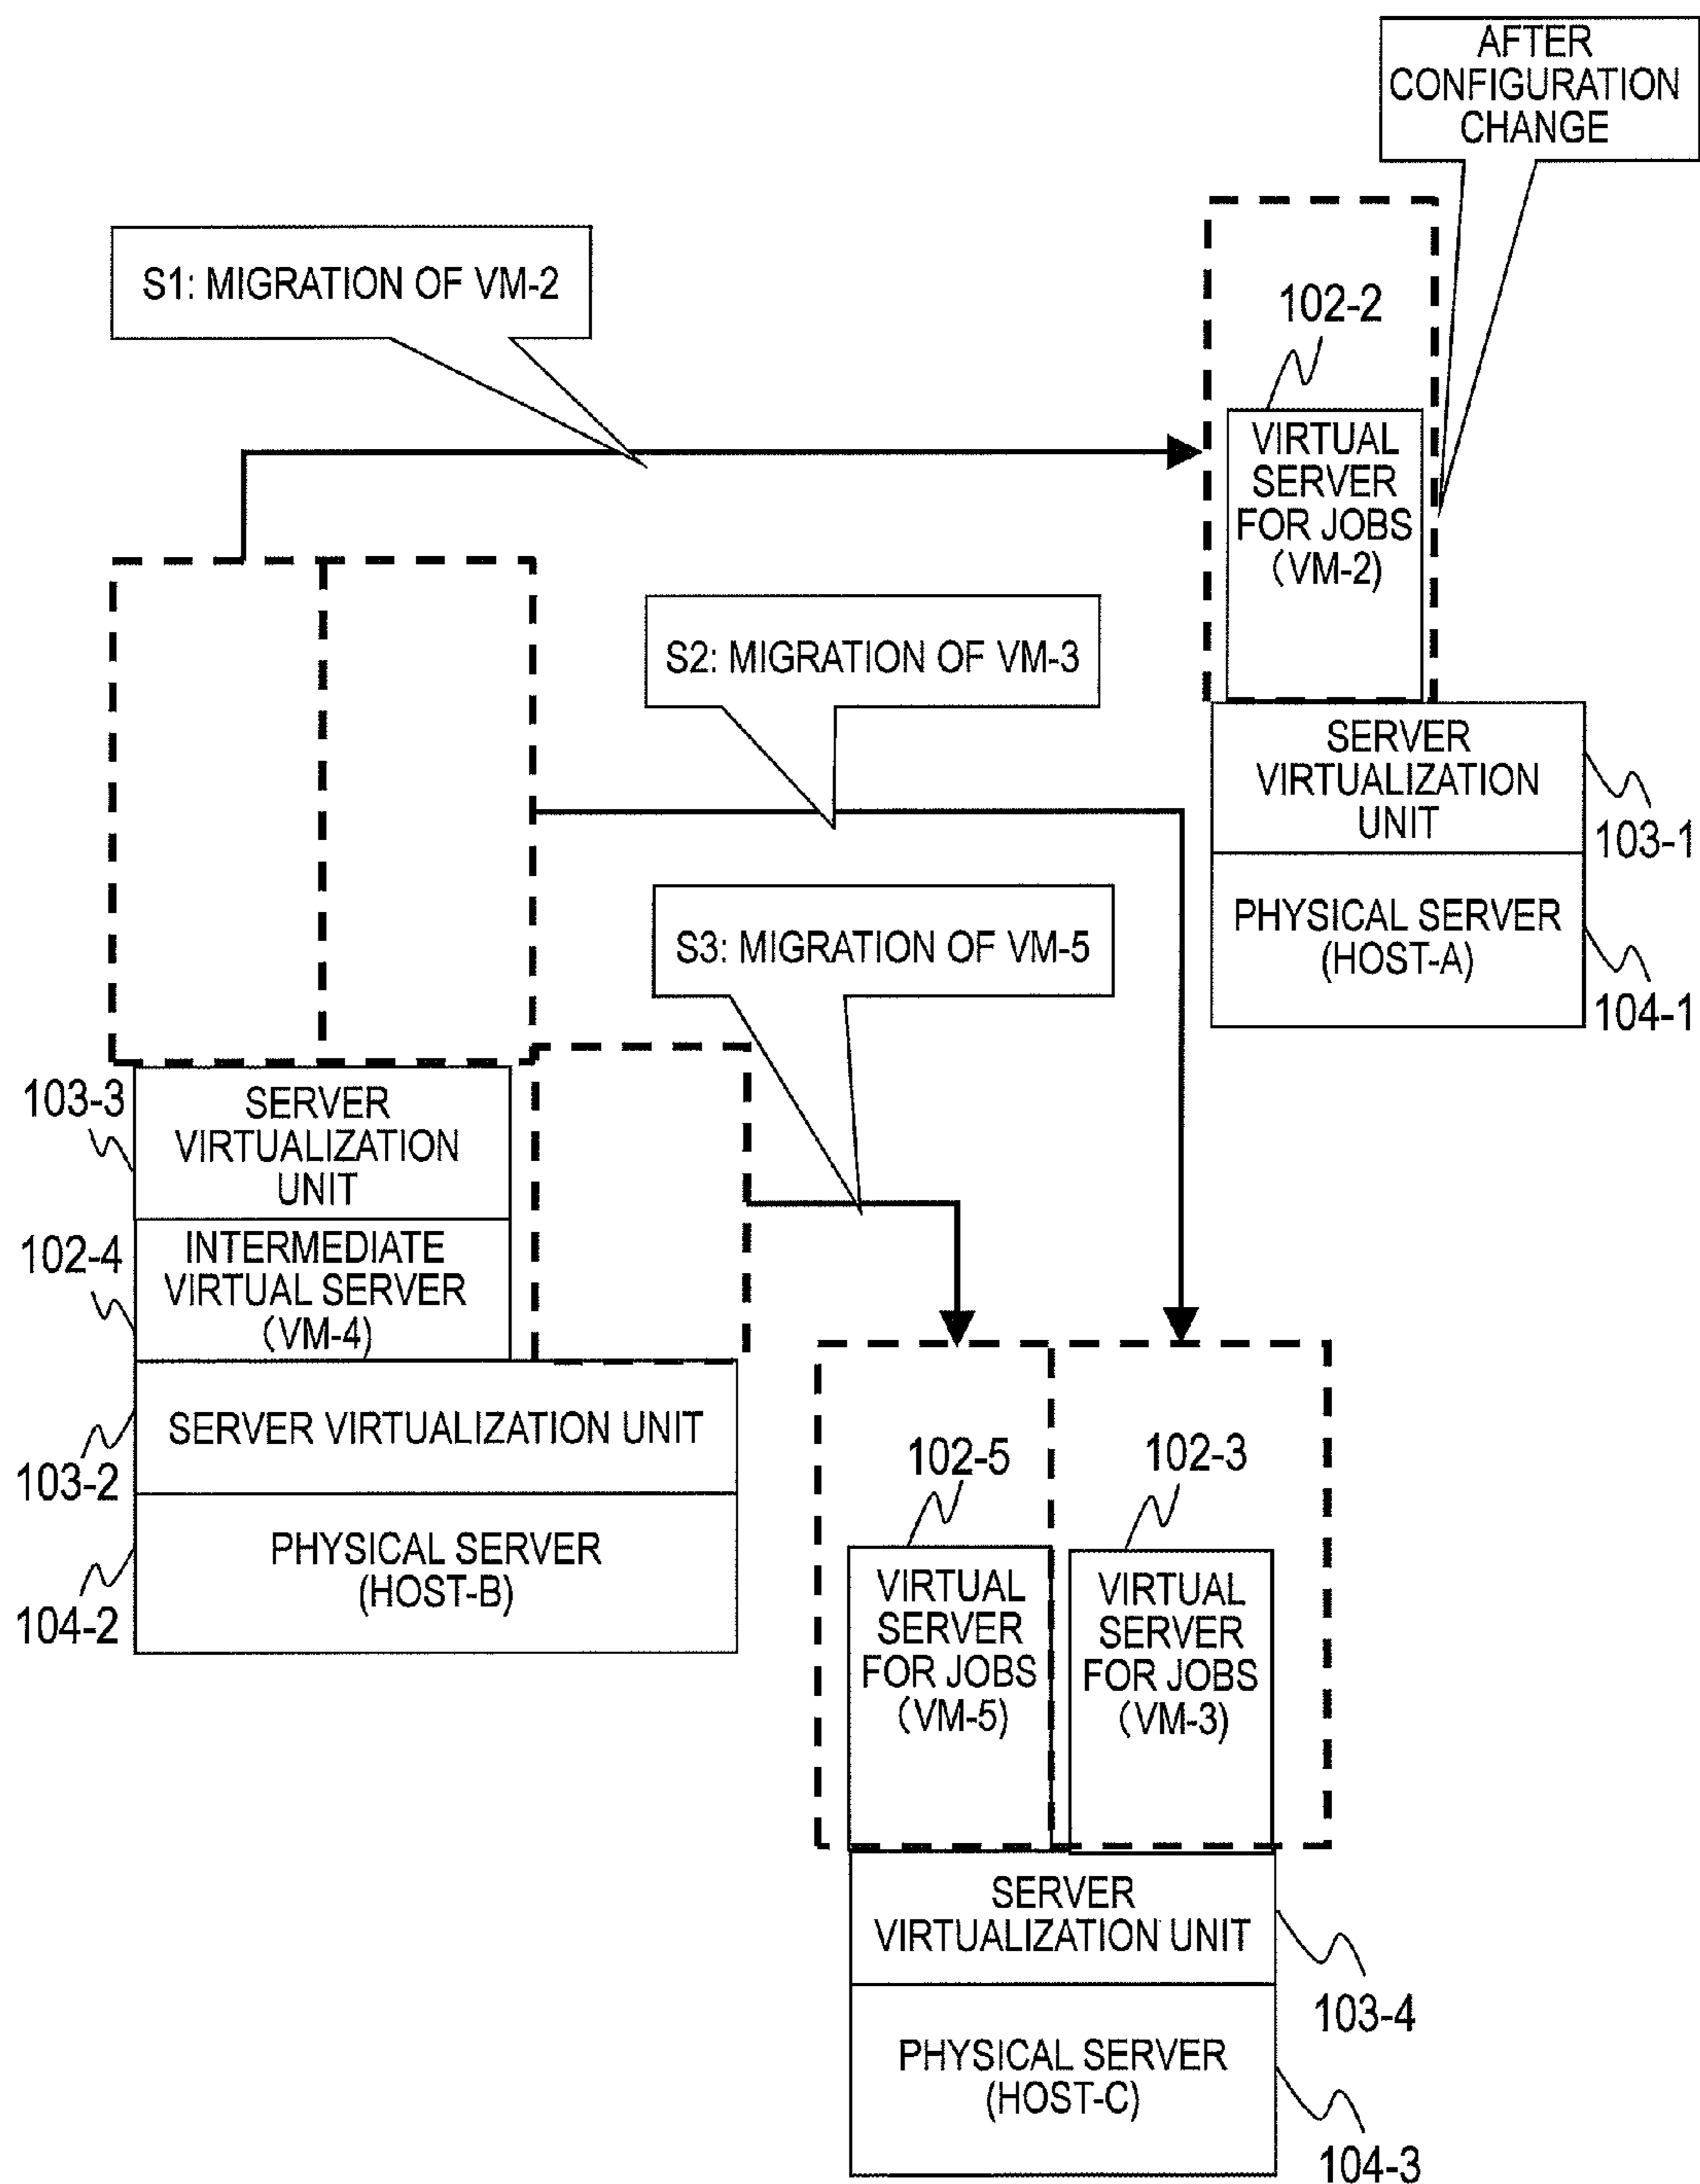 AFTER
CONFIGURATION
CHANGE
S1: MIGRATION OF VM-2
102-2
VIRTUAL
SERVER
FOR JOBS
(VM-2)
S2: MIGRATION OF VM-3
SERVER
VIRTUALIZATION
UNIT
103-1
PHYSICAL SERVER
(HOST-A)
104-1
S3: MIGRATION OF VM-5
103-3
SERVER
VIRTUALIZATION
UNIT
102-4
INTERMEDIATE
VIRTUAL SERVER
(VM-4)
SERVER VIRTUALIZATION UNIT
103-2
PHYSICAL SERVER
(HOST-B)
104-2
102-5
102-3
VIRTUAL
SERVER
FOR JOBS
(VM-5)
VIRTUAL
SERVER
FOR JOBS
(VM-3)
SERVER
VIRTUALIZATION UNIT
103-4
PHYSICAL SERVER
(HOST-C)
104-3